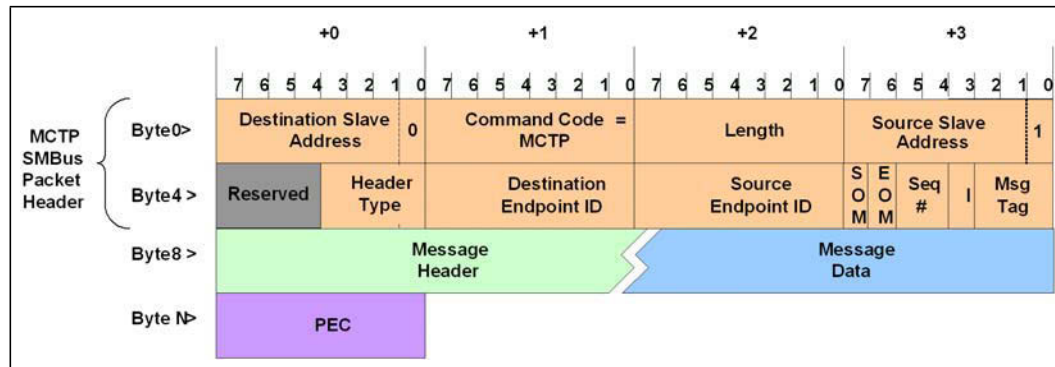 +0 +1 +2 +3
7 6 5 4 3 2 1 0 7 6 5 4 3 2 1 0 7 6 5 4 3 2 1 0 7 6 5 4 3 2 1 0
MCTP
SMBus
Packet
Header
Byte0>
Destination Slave
Address
0
Command Code =
MCTP
Length
Source Slave
Address
1
Byte4 >
Reserved
Header
Type
Destination
Endpoint ID
Source
Endpoint ID
S
O
M
E
O
M
Seq
#
I
Msg
Tag
Byte8 >
Message
Header
Message
Data
Byte N>
PEC